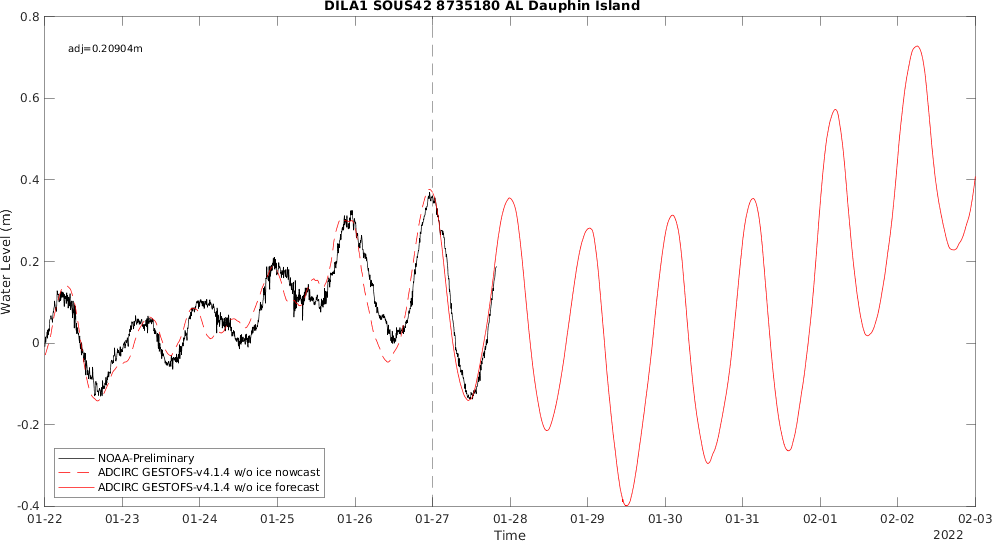 DILA1 SOUS42 8735180 AL Dauphin Island
adj=0.20904m
Water Level (m)
0.8
0.6
0.4
0.2
0
-0.2
-0.4
NOAA-Preliminary
ADCIRC GESTOFS-v4.1.4 w/o ice nowcast
ADCIRC GESTOFS-v4.1.4 w/o ice forecast
01-22 01-23 01-24 01-25 01-26 01-27 01-28 01-29 01-30 01-31 02-01 02-02 02-03
Time
2022